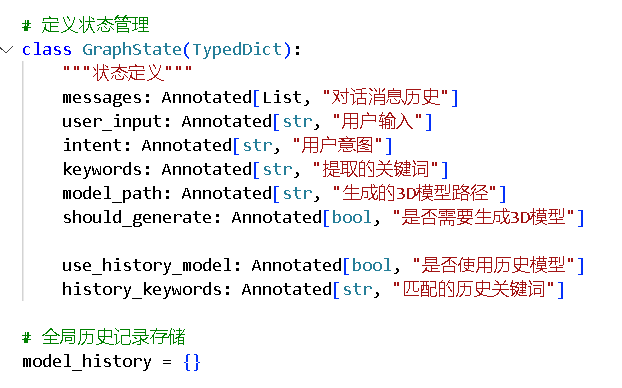 # 定义状态管理
class GraphState(TypedDict):
    """状态定义"""
    messages: Annotated[List, "对话消息历史"]
    user_input: Annotated[str, "用户输入"]
    intent: Annotated[str, "用户意图"]
    keywords: Annotated[str, "提取的关键词"]
    model_path: Annotated[str, "生成的3D模型路径"]
    should_generate: Annotated[bool, "是否需要生成3D模型"]
    use_history_model: Annotated[bool, "是否使用历史模型"]
    history_keywords: Annotated[str, "匹配的历史关键词"]
# 全局历史记录存储
model_history = {}